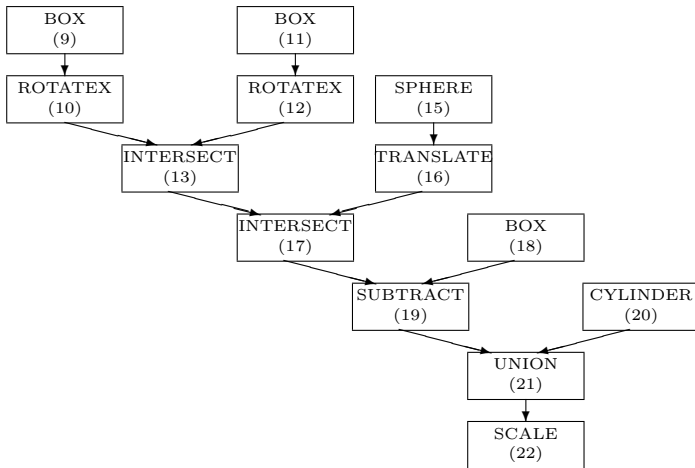 BOX
(9)
BOX
(11)
ROTATEX
(10)
ROTATEX
(12)
SPHERE
(15)
INTERSECT
(13)
TRANSLATE
(16)
INTERSECT
(17)
BOX
(18)
SUBTRACT
(19)
CYLINDER
(20)
UNION
(21)
SCALE
(22)